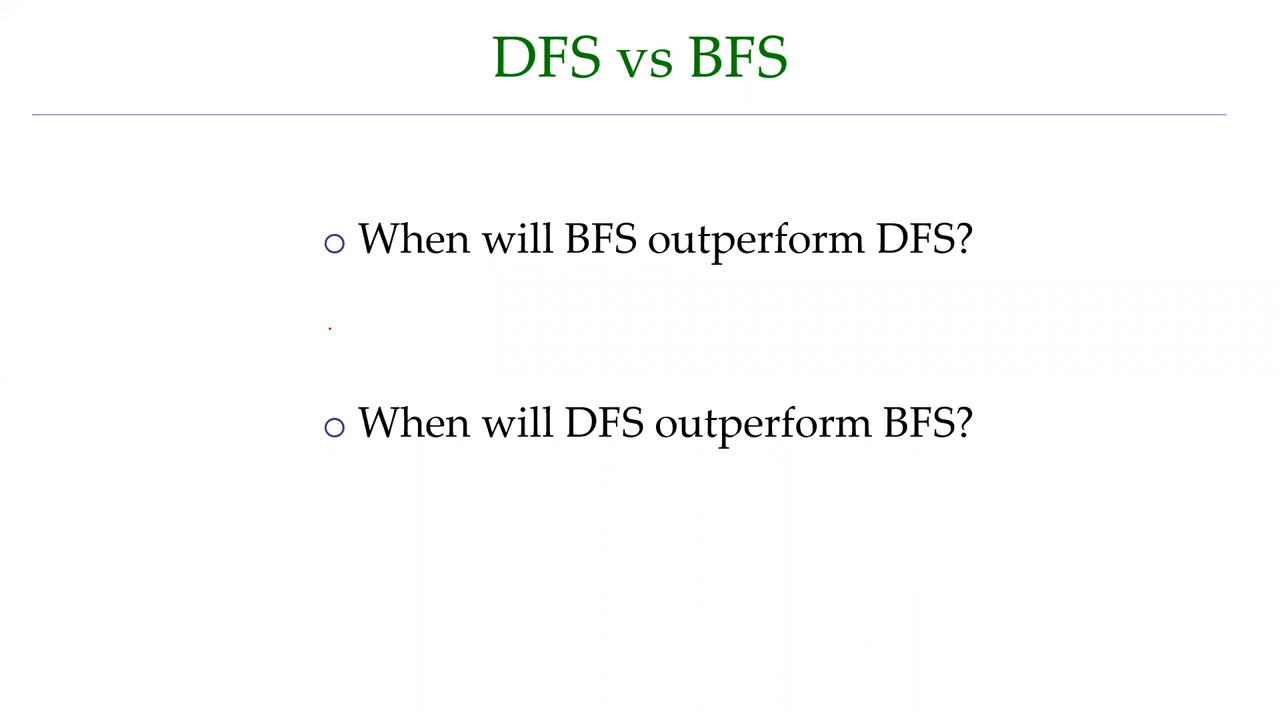 DFS vs BFS
When will BFS outperform DFS?
When will DFS outperform BFS?